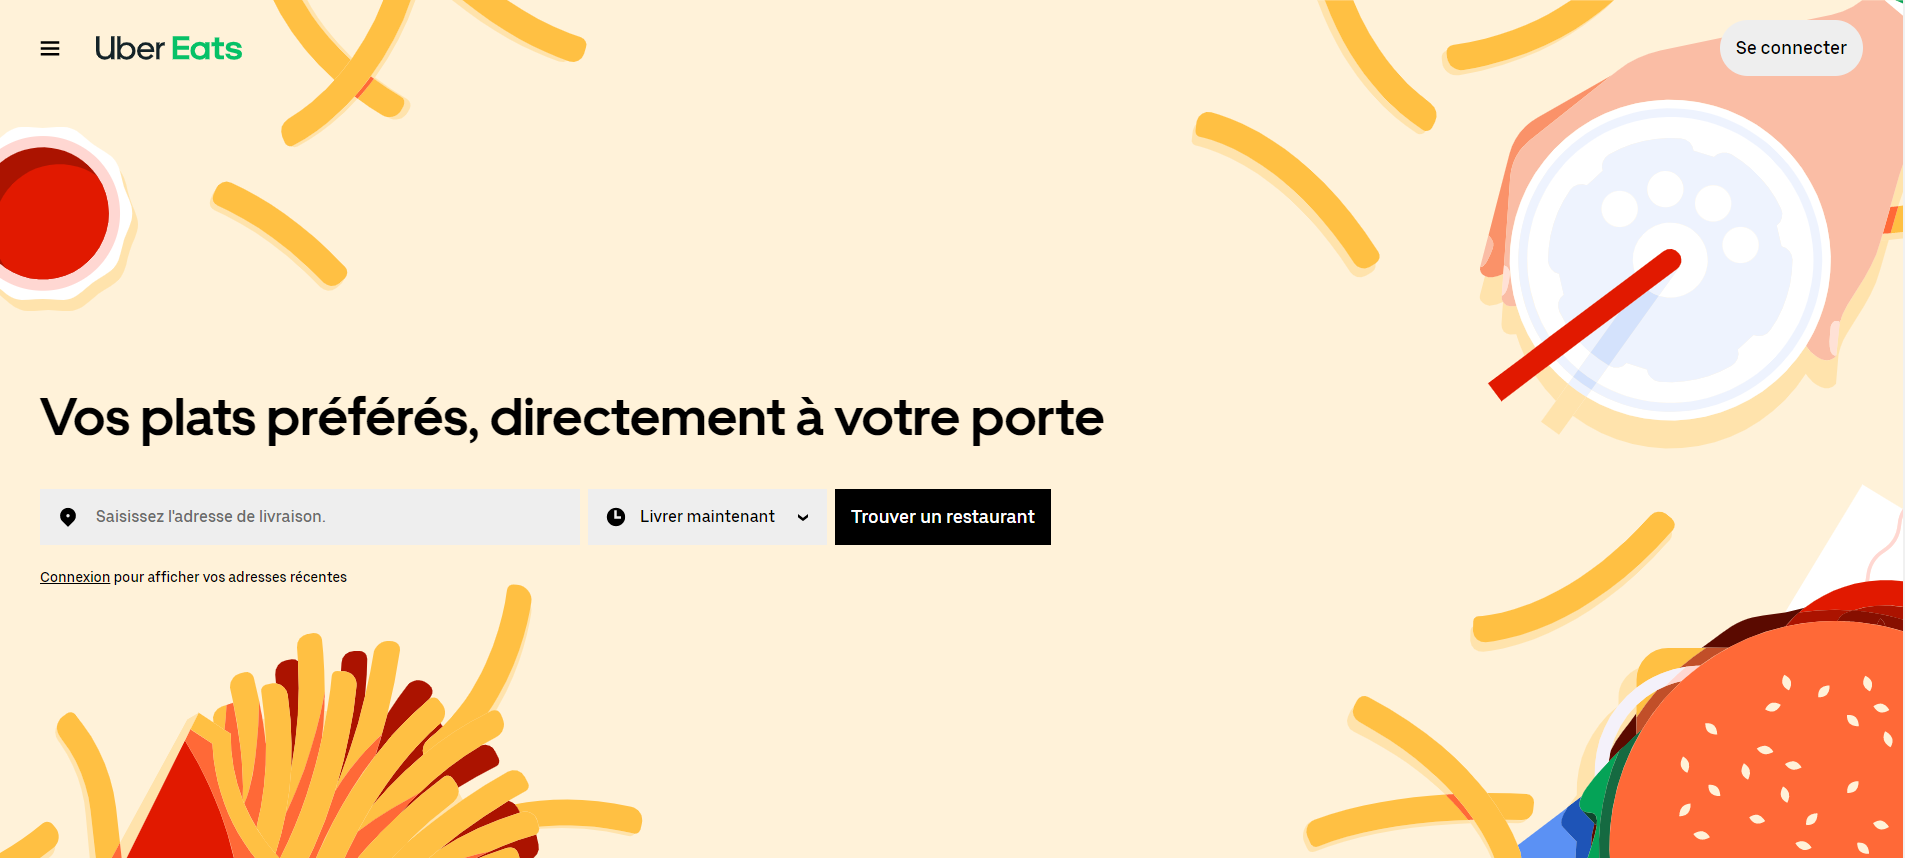 Uber Eats
Se connecter
Vos plats préférés, directement à votre porte
Saisissez l'adresse de livraison.
Livrer maintenant
Trouver un restaurant
Connexion pour afficher vos adresses récentes